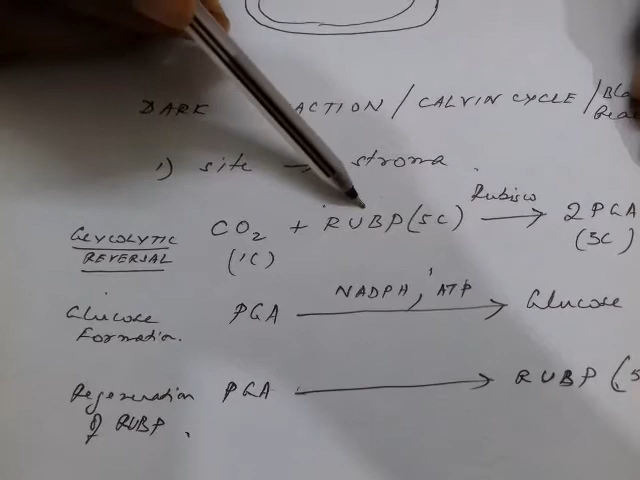 DARK ACTION / CALVIN CYCLE /
1) site → stroma
CO2 + RUBP (5C) Rubisco → 2 PGA
(1C) (3C)
GLYCOLYTIC
REVERSAL
Glucose PGA NADPH, ATP → Glucose
Formation.
Regeneration PGA → RUBP (5
of RUBP.